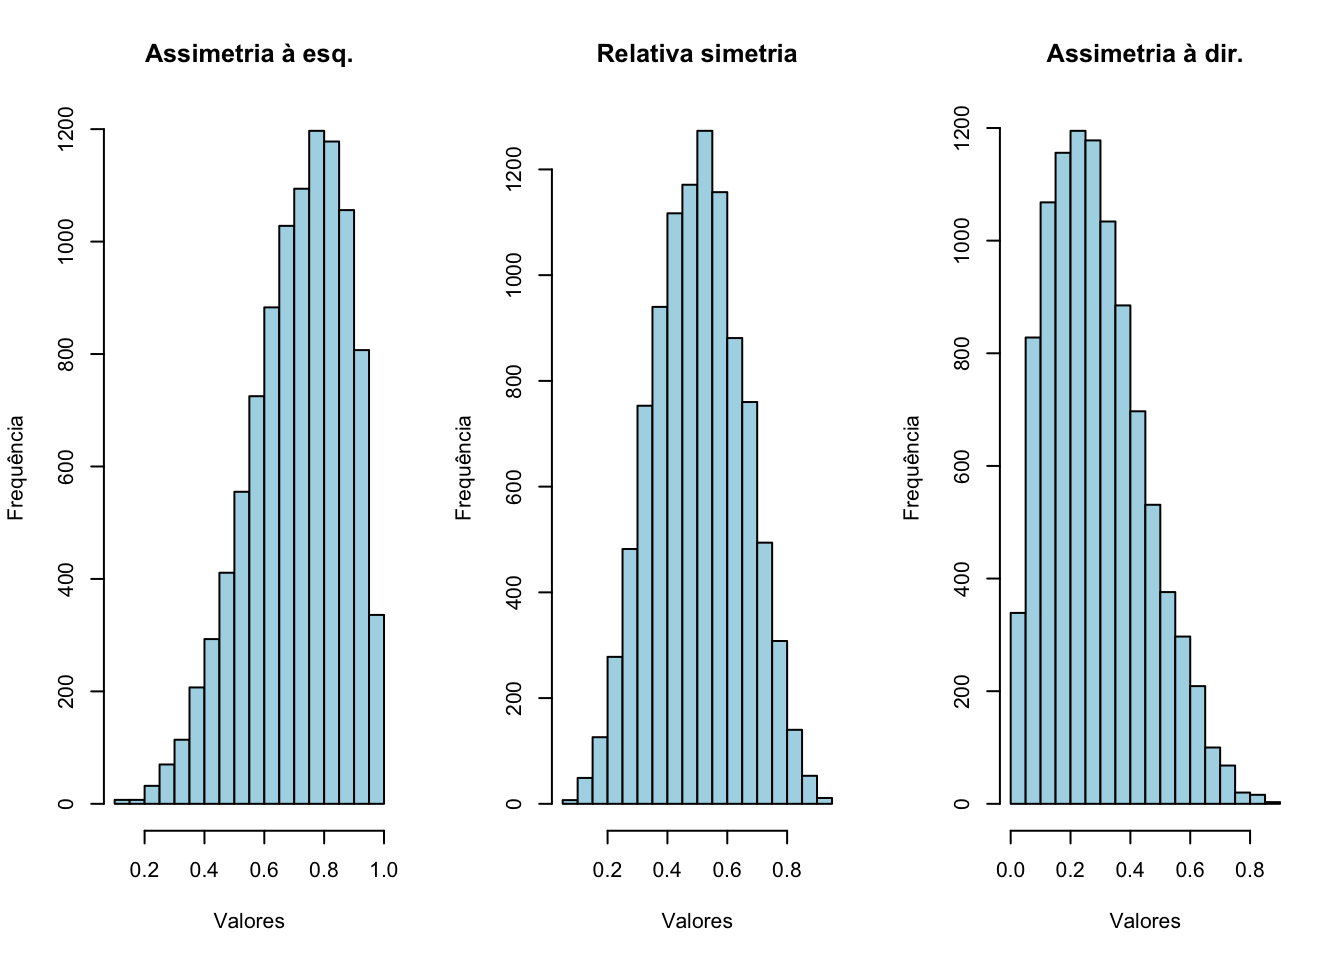 Assimetria à esq.
Frequência
1200
1000
800
600
400
200
0
0.2 0.4 0.6 0.8 1.0
Valores
Relativa simetria
Frequência
1200
1000
800
600
400
200
0
0.2 0.4 0.6 0.8
Valores
Assimetria à dir.
Frequência
1200
1000
800
600
400
200
0
0.0 0.2 0.4 0.6 0.8
Valores